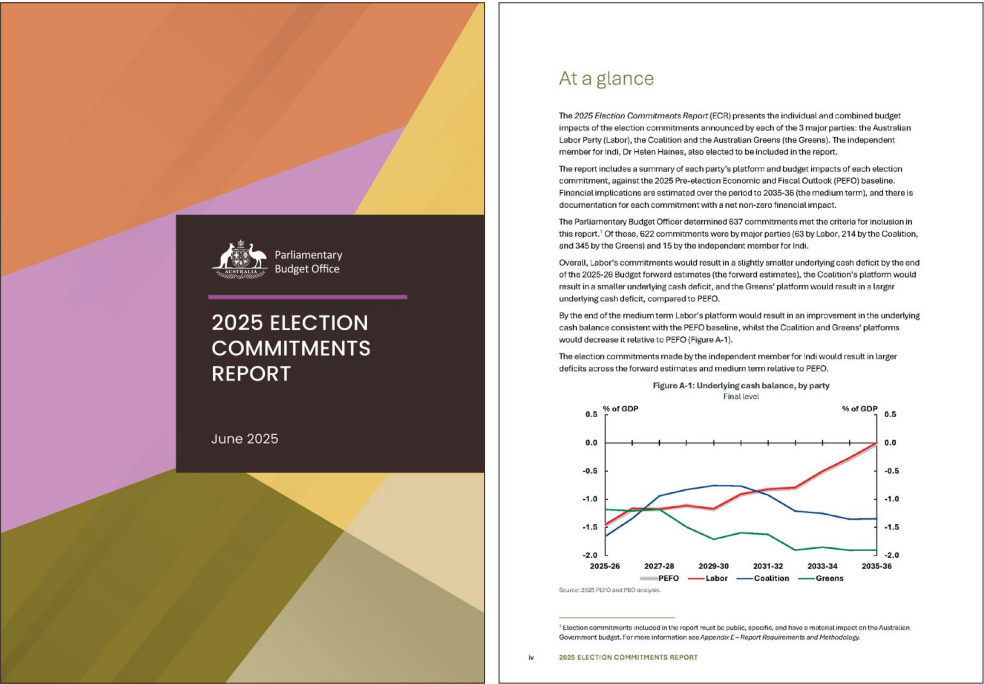 AUSTRALIA
Parliamentary
Budget Office
2025 ELECTION
COMMITMENTS
REPORT
June 2025
At a glance
The 2025 Election Commitments Report (ECR) presents the individual and combined budget
impacts of the election commitments announced by each of the 3 major parties: the Australian
Labor Party (Labor), the Coalition and the Australian Greens (the Greens). The independent
member for Indi, Dr Helen Haines, also elected to be included in the report.
The report includes a summary of each party's platform and budget impacts of each election
commitment, against the 2025 Pre-election Economic and Fiscal Outlook (PEFO) baseline.
Financial implications are estimated over the period to 2035-36 (the medium term), and there is
documentation for each commitment with a net non-zero financial impact.
The Parliamentary Budget Officer determined 637 commitments met the criteria for inclusion in
this report.¹ Of these, 622 commitments were by major parties (63 by Labor, 214 by the Coalition,
and 345 by the Greens) and 15 by the independent member for Indi.
Overall, Labor's commitments would result in a slightly smaller underlying cash deficit by the end
of the 2025-26 Budget forward estimates (the forward estimates), the Coalition's platform would
result in a smaller underlying cash deficit, and the Greens' platform would result in a larger
underlying cash deficit, compared to PEFO.
By the end of the medium term Labor's platform would result in an improvement in the underlying
cash balance consistent with the PEFO baseline, whilst the Coalition and Greens' platforms
would decrease it relative to PEFO (Figure A-1).
The election commitments made by the independent member for Indi would result in larger
deficits across the forward estimates and medium term relative to PEFO.
Figure A-1: Underlying cash balance, by party
Final level
% of GDP % of GDP
0.5 0.5
0.0 0.0
-0.5 -0.5
-1.0 -1.0
-1.5 -1.5
-2.0 -2.0
2025-26 2027-28 2029-30 2031-32 2033-34 2035-36
PEFO Labor Coalition Greens
Source: 2025 PEFO and PBO analysis.
¹ Election commitments included in the report must be public, specific, and have a material impact on the Australian
Government budget. For more information see Appendix E – Report Requirements and Methodology.
iv 2025 ELECTION COMMITMENTS REPORT